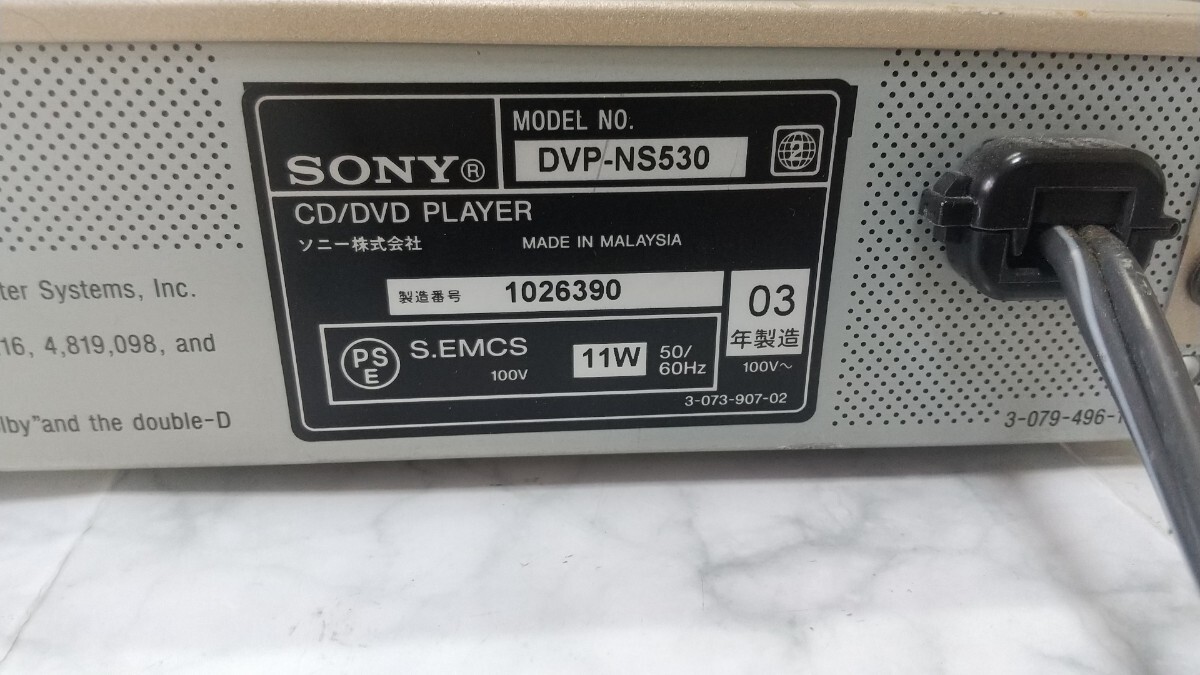 ter Systems, Inc.
16, 4,819,098, and
lby”and the double-D
SONY®
MODEL NO.
DVP-NS530
2
CD/DVD PLAYER
ソニー株式会社
MADE IN MALAYSIA
製造番号 1026390
03
年製造
100V～
PS
E
S.EMCS
100V
11W
50/
60Hz
3-073-907-02
3-079-496-